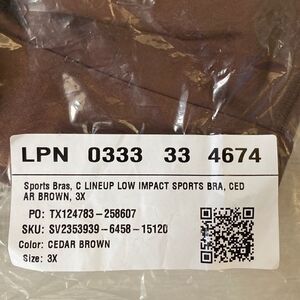 LPN 0333 33 4674
Sports Bras, C LINEUP LOW IMPACT SPORTS BRA, CED
AR BROWN, 3X
PO: TX124783-258607
SKU: SV2353939-6458-15120
Color: CEDAR BROWN
Size: 3X